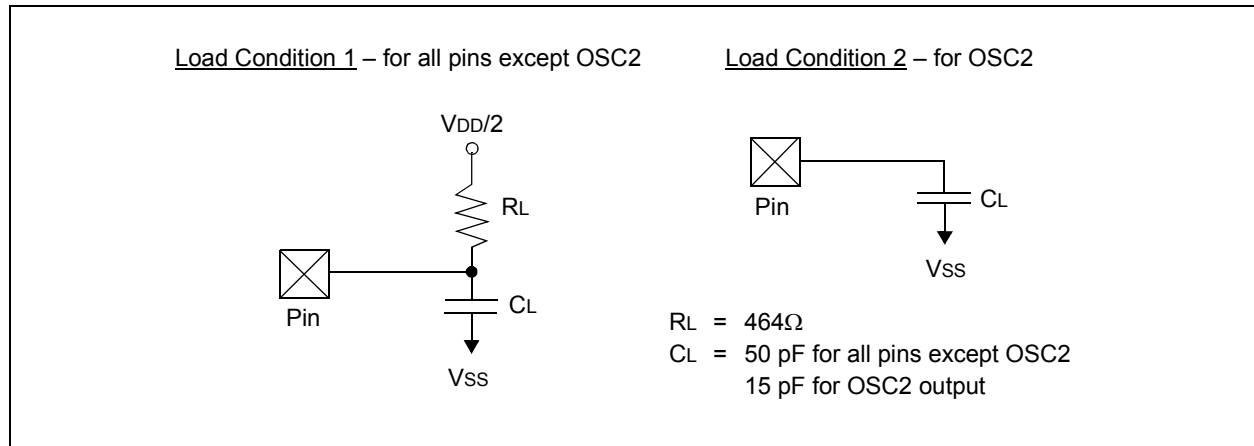 Load Condition 1 – for all pins except OSC2
Load Condition 2 – for OSC2
VDD/2
RL
Pin
CL
VSS
Pin
CL
VSS
RL = 464Ω
CL = 50 pF for all pins except OSC2
15 pF for OSC2 output